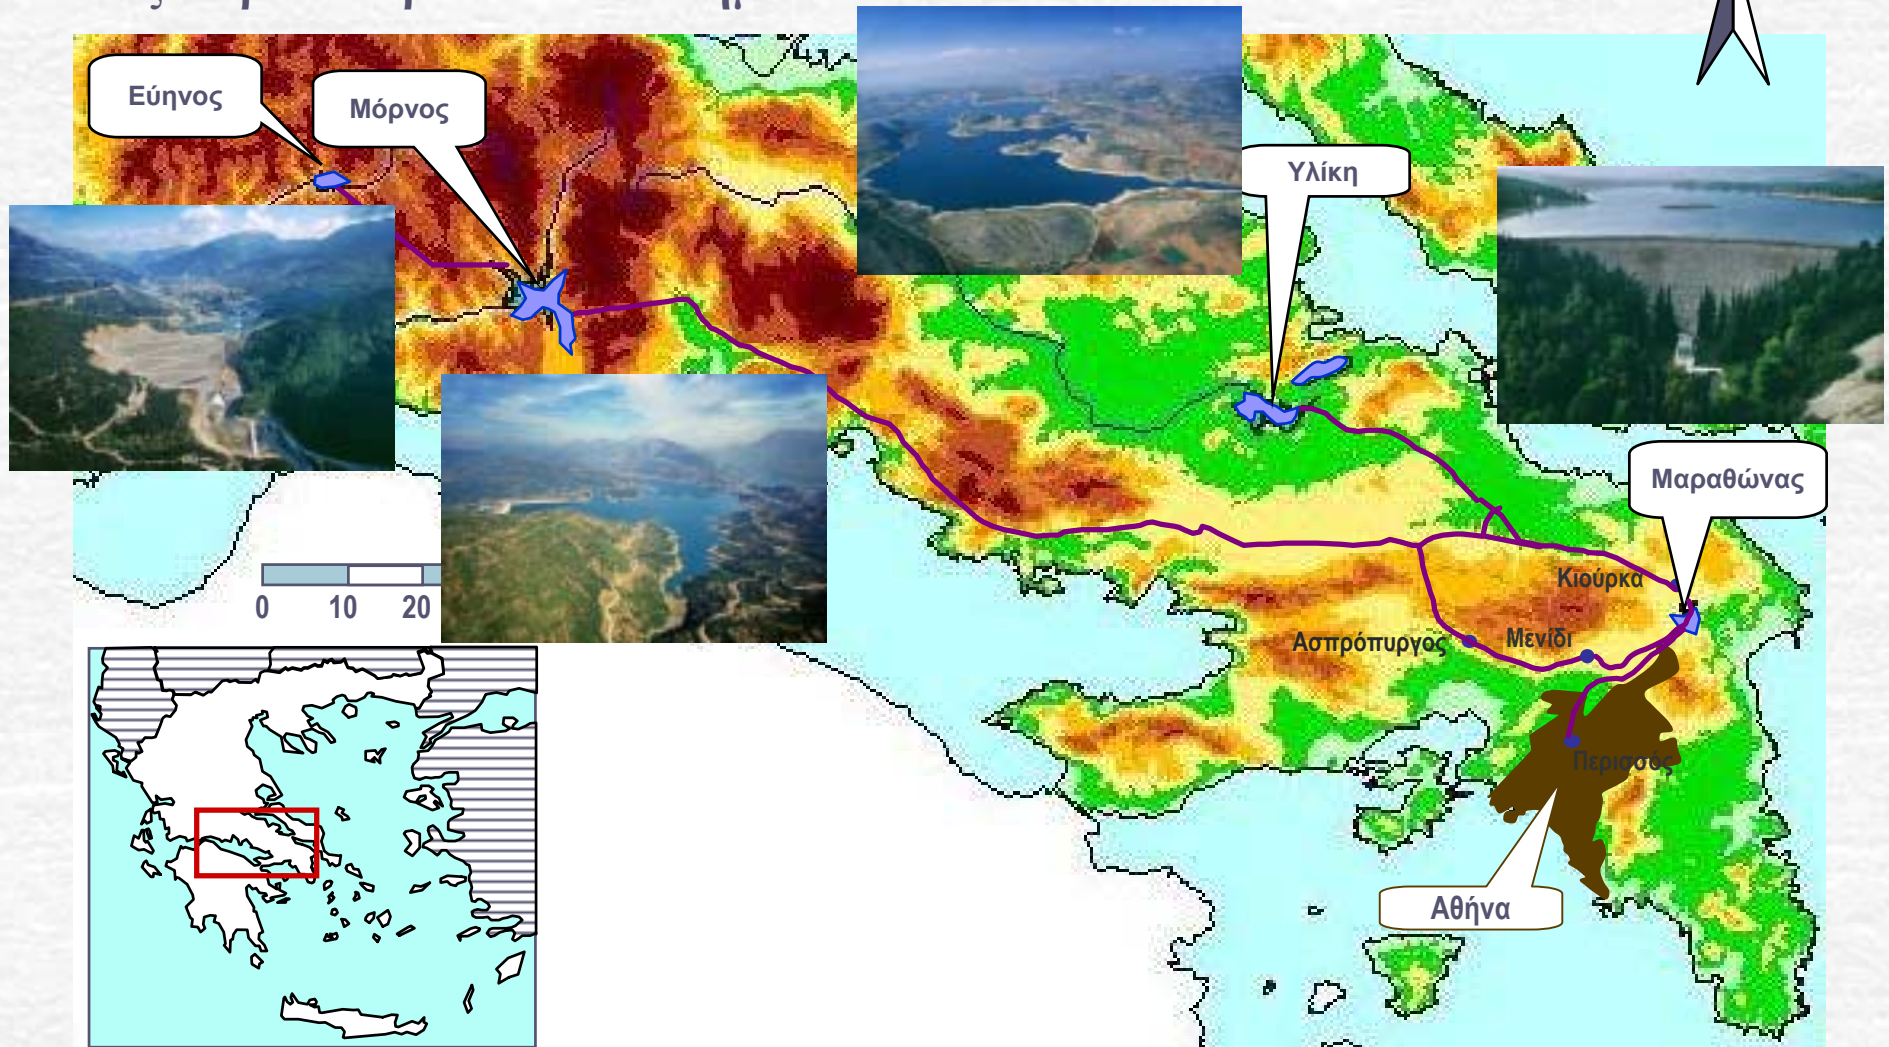 Εύηνος
Μόρνος
Υλίκη
Μαραθώνας
Κιούρκα
0 10 20
Ασπρόπυργος
Μενίδι
Περισσός
Αθήνα